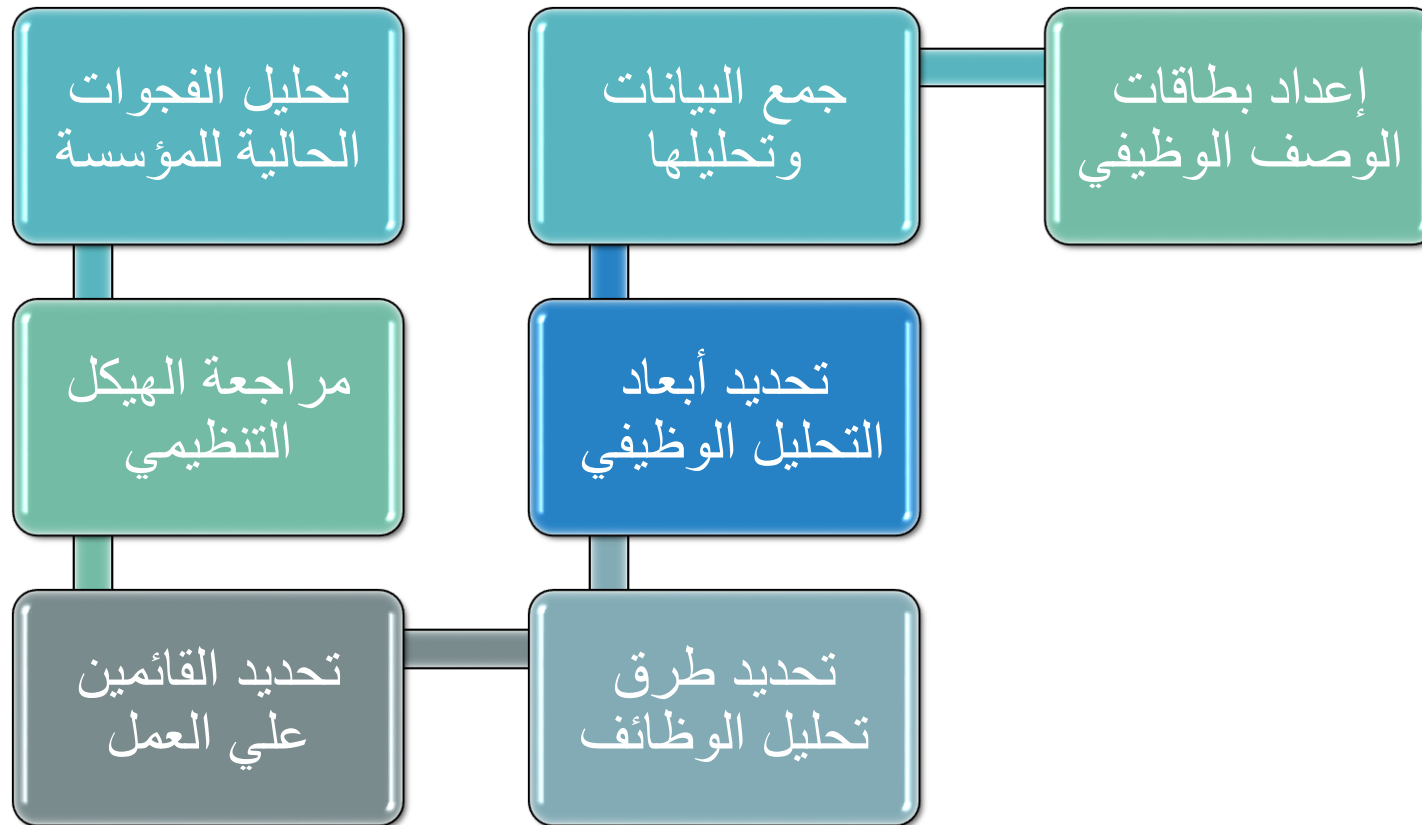 تحليل الفجوات
الحالية للمؤسسة
مراجعة الهيكل
التنظيمي
تحديد القائمين
علي العمل
تحديد طرق
تحليل الوظائف
تحديد أبعاد
التحليل الوظيفي
جمع البيانات
وتحليلها
إعداد بطاقات
الوصف الوظيفي